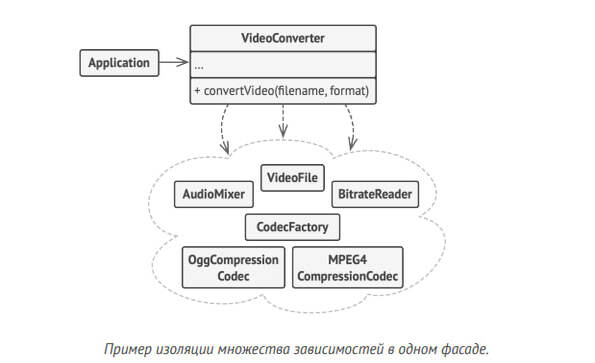 VideoConverter
Application
...
+ convertVideo(filename, format)
VideoFile
AudioMixer
BitrateReader
CodecFactory
OggCompression
Codec
MPEG4
CompressionCodec
Пример изоляции множества зависимостей в одном фасаде.